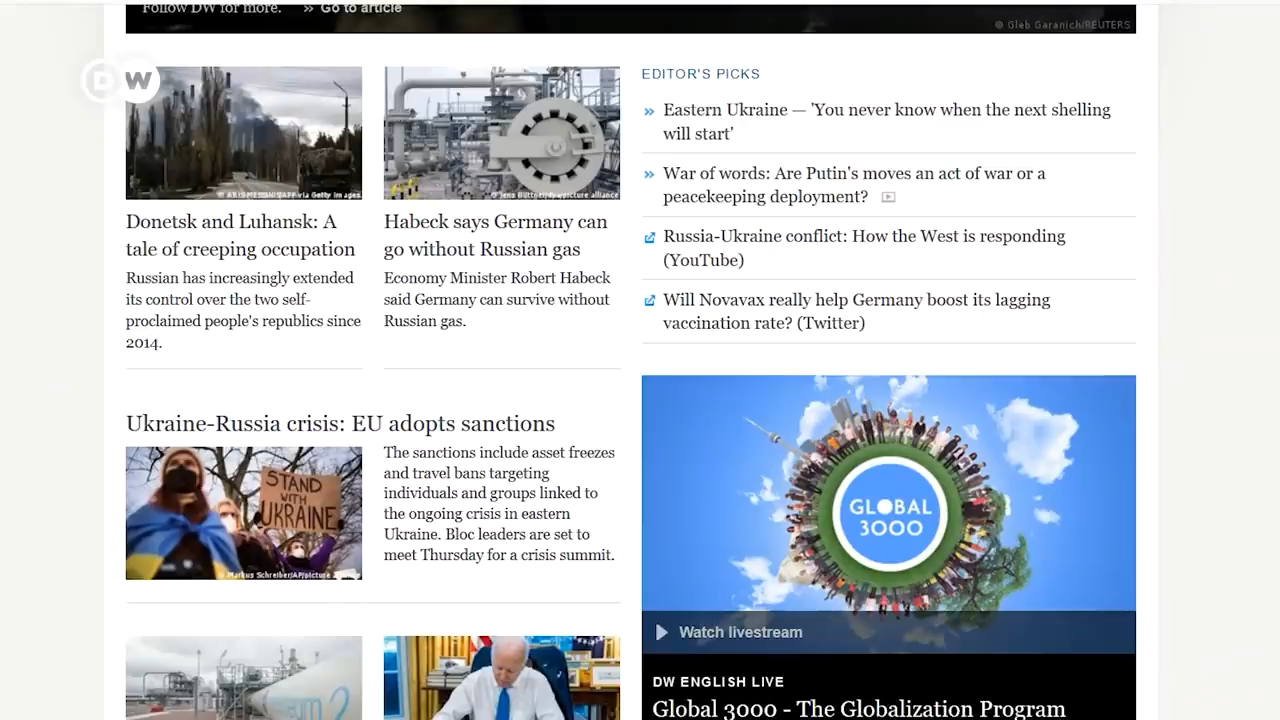 Follow DW for more. » Go to article
© Gleb Garanich/REUTERS
DW
Donetsk and Luhansk: A
tale of creeping occupation
Russian has increasingly extended
its control over the two self-
proclaimed people's republics since
2014.
Habeck says Germany can
go without Russian gas
Economy Minister Robert Habeck
said Germany can survive without
Russian gas.
Ukraine-Russia crisis: EU adopts sanctions
STAND
WITH
UKRAINE
© Markus Schreiber/AP/picture alliance
The sanctions include asset freezes
and travel bans targeting
individuals and groups linked to
the ongoing crisis in eastern
Ukraine. Bloc leaders are set to
meet Thursday for a crisis summit.
EDITOR'S PICKS
» Eastern Ukraine — 'You never know when the next shelling
will start'
» War of words: Are Putin's moves an act of war or a
peacekeeping deployment?
Russia-Ukraine conflict: How the West is responding
(YouTube)
Will Novavax really help Germany boost its lagging
vaccination rate? (Twitter)
GLOBAL
3000
Watch livestream
DW ENGLISH LIVE
Global 3000 - The Globalization Program